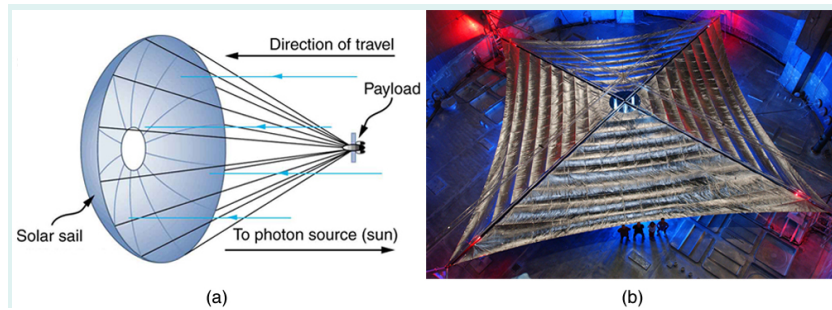 Direction of travel
Payload
Solar sail
To photon source (sun)
(a)
(b)